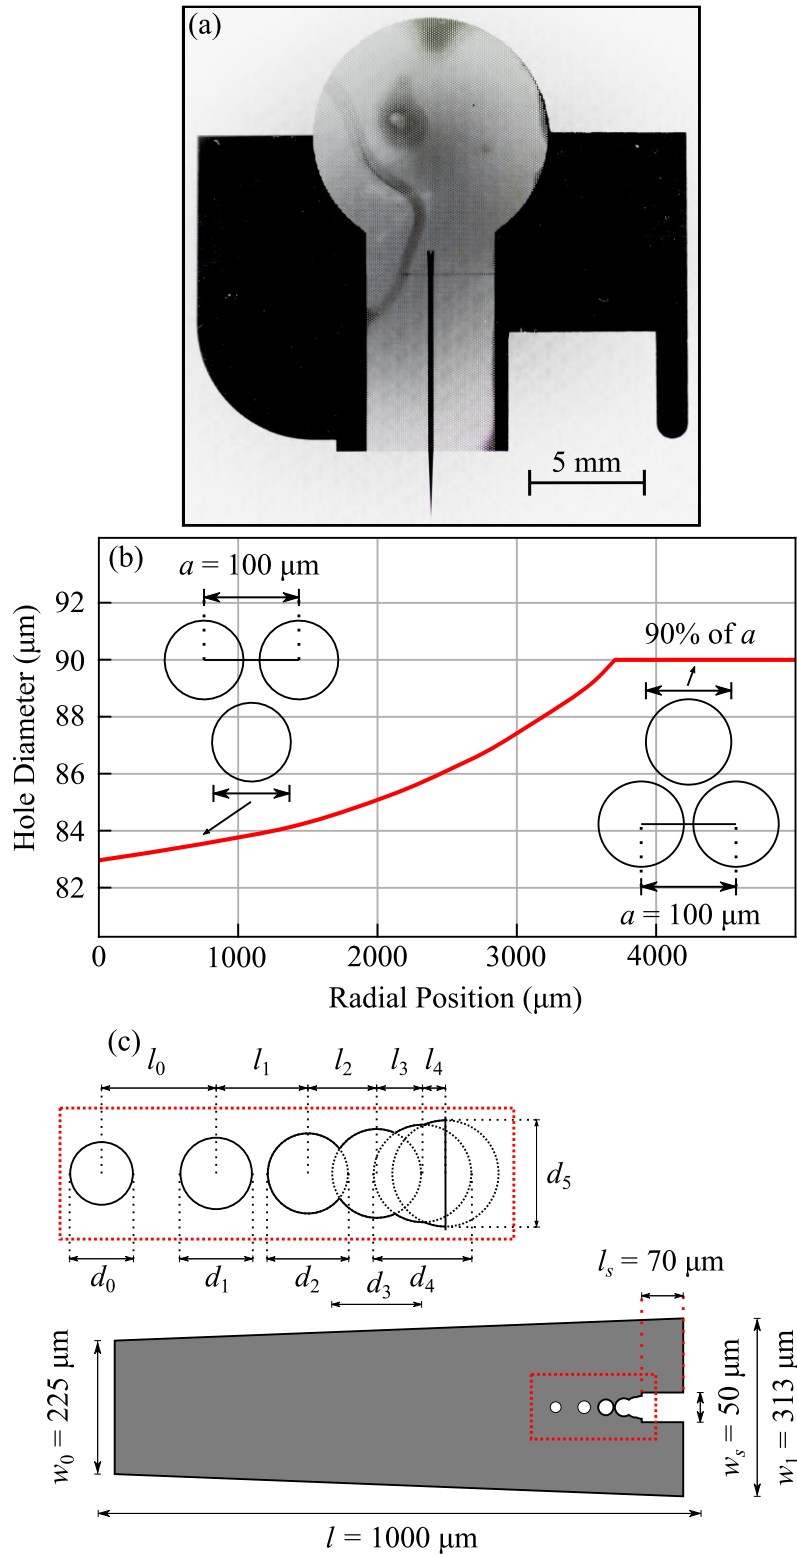 (a)
5 mm
(b)
a = 100 μm
92
90% of a
90
88
86
84
82
a = 100 μm
Hole Diameter (μm)
0
1000
2000
3000
4000
Radial Position (μm)
(c)
l0 l1 l2 l3 l4
d5
d0 d1 d2 d3 d4
ls = 70 μm
w0 = 225 μm
ws = 50 μm
w1 = 313 μm
l = 1000 μm